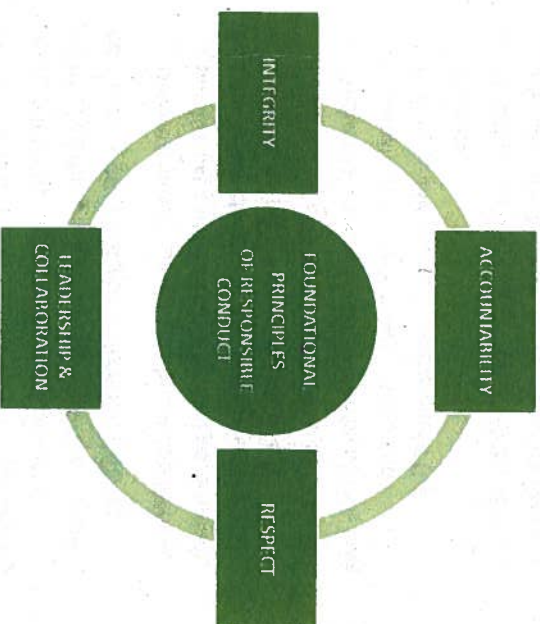 ACCOUNTABILITY
INTEGRITY
FOUNDATIONAL
PRINCIPLES
OF RESPONSIBLE
CONDUCT
RESPECT
LEADERSHIP &
COLLABORATION